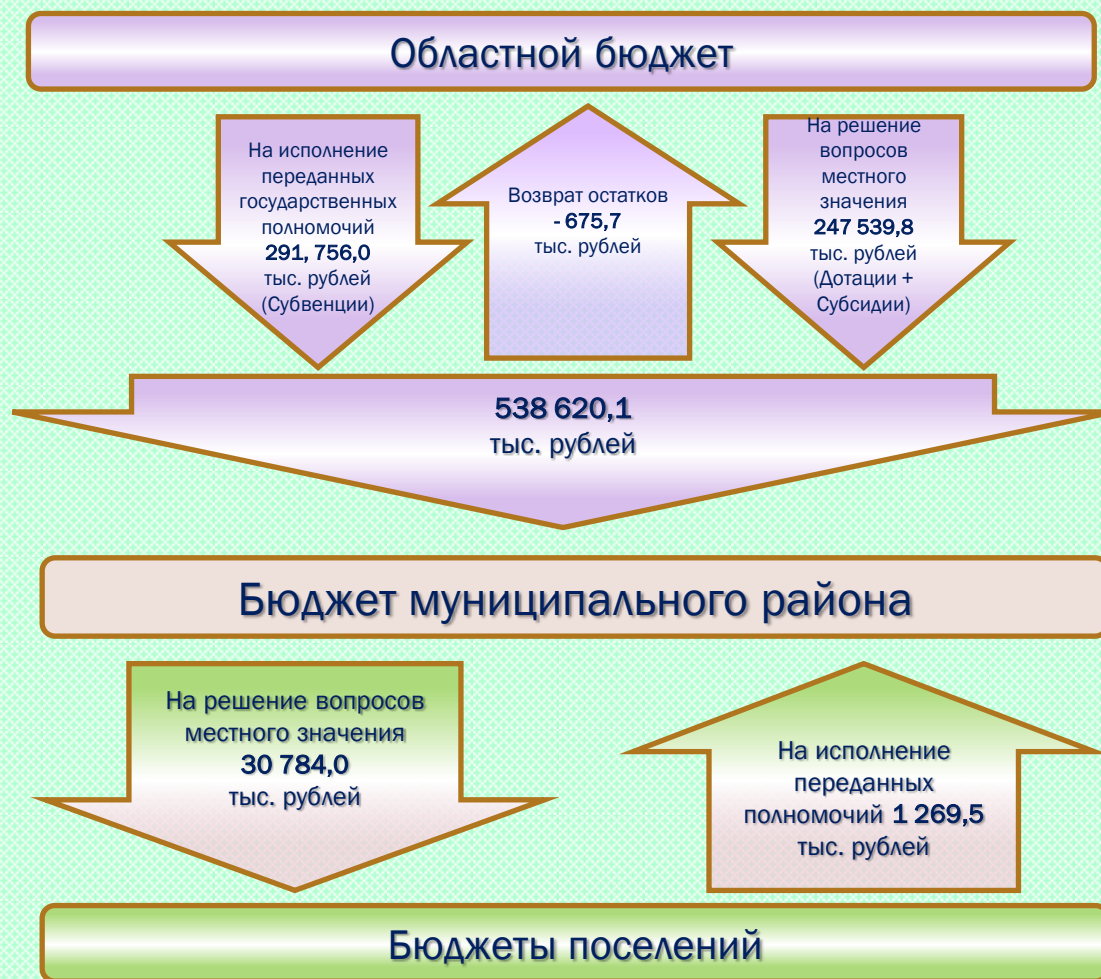 Областной бюджет
На исполнение
переданных
государственных
полномочий
291, 756,0
тыс. рублей
(Субвенции)
Возврат остатков
- 675,7
тыс. рублей
На решение
вопросов
местного
значения
247 539,8
тыс. рублей
(Дотации +
Субсидии)
538 620,1
тыс. рублей
Бюджет муниципального района
На решение вопросов
местного значения
30 784,0
тыс. рублей
На исполнение
переданных
полномочий 1 269,5
тыс. рублей
Бюджеты поселений